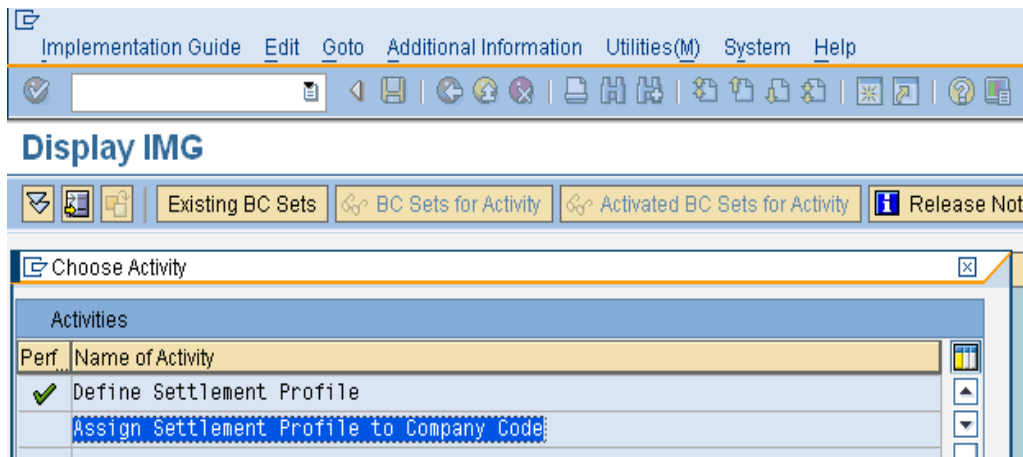 Implementation Guide Edit Goto Additional Information Utilities(M) System Help
Display IMG
Existing BC Sets BC Sets for Activity Activated BC Sets for Activity Release Not
Choose Activity
Activities
Perf... Name of Activity
Define Settlement Profile
Assign Settlement Profile to Company Code